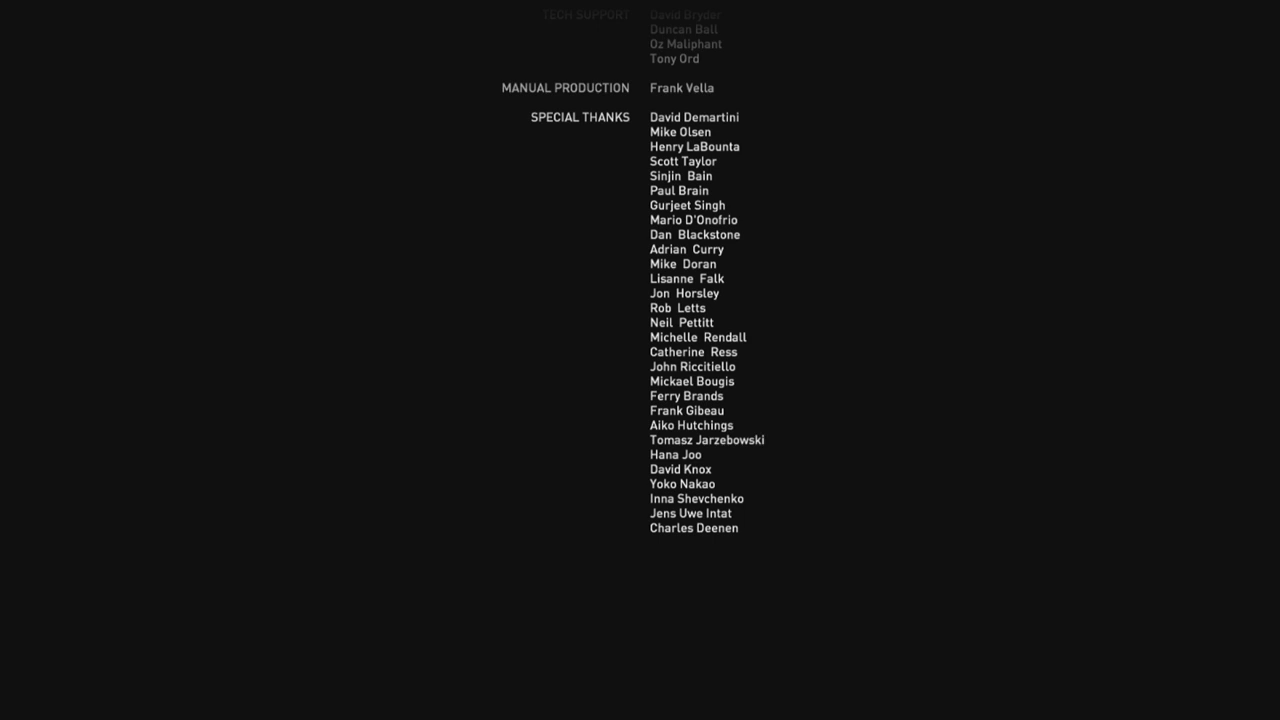 TECH SUPPORT David Bryder
Duncan Ball
Oz Maliphant
Tony Ord
MANUAL PRODUCTION Frank Vella
SPECIAL THANKS David Demartini
Mike Olsen
Henry LaBounta
Scott Taylor
Sinjin Bain
Paul Brain
Gurjeet Singh
Mario D'Onofrio
Dan Blackstone
Adrian Curry
Mike Doran
Lisanne Falk
Jon Horsley
Rob Letts
Neil Pettitt
Michelle Rendall
Catherine Ress
John Riccitiello
Mickael Bougis
Ferry Brands
Frank Gibeau
Aiko Hutchings
Tomasz Jarzebowski
Hana Joo
David Knox
Yoko Nakao
Inna Shevchenko
Jens Uwe Intat
Charles Deenen